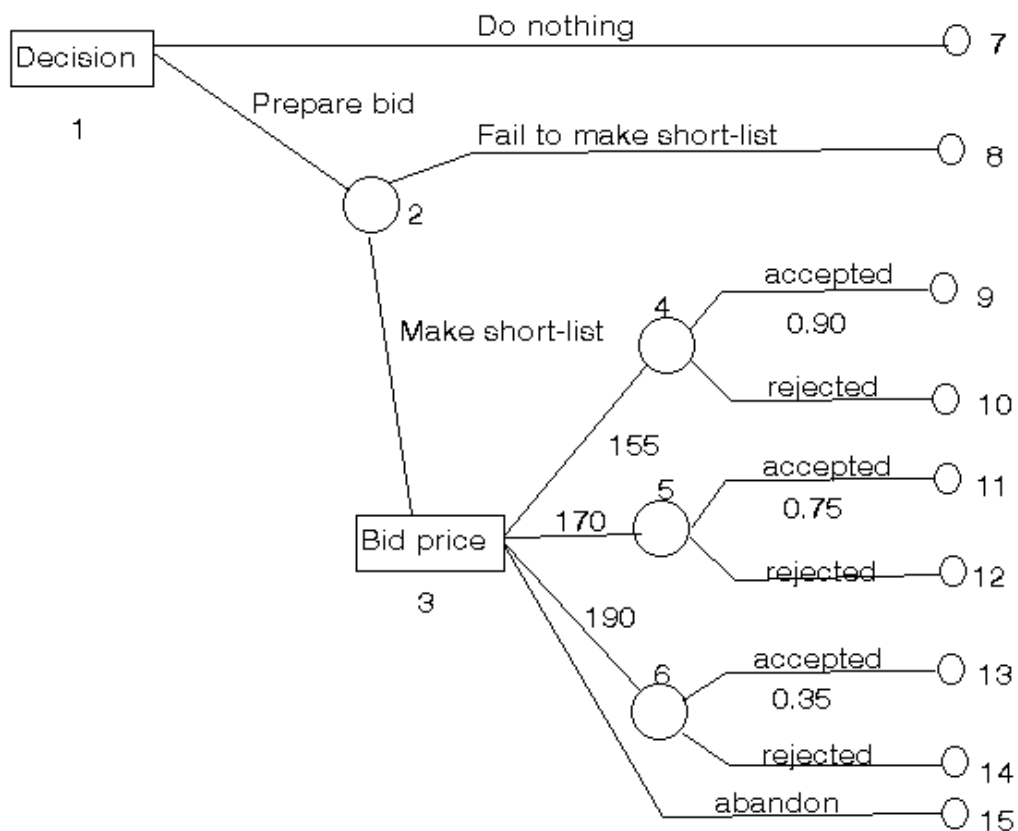 Do nothing
7
Decision
1
Prepare bid
Fail to make short-list
8
2
accepted
9
4
0.90
Make short-list
rejected
10
155
accepted
11
5
0.75
170
Bid price
rejected
12
3
190
accepted
13
6
0.35
rejected
14
abandon
15